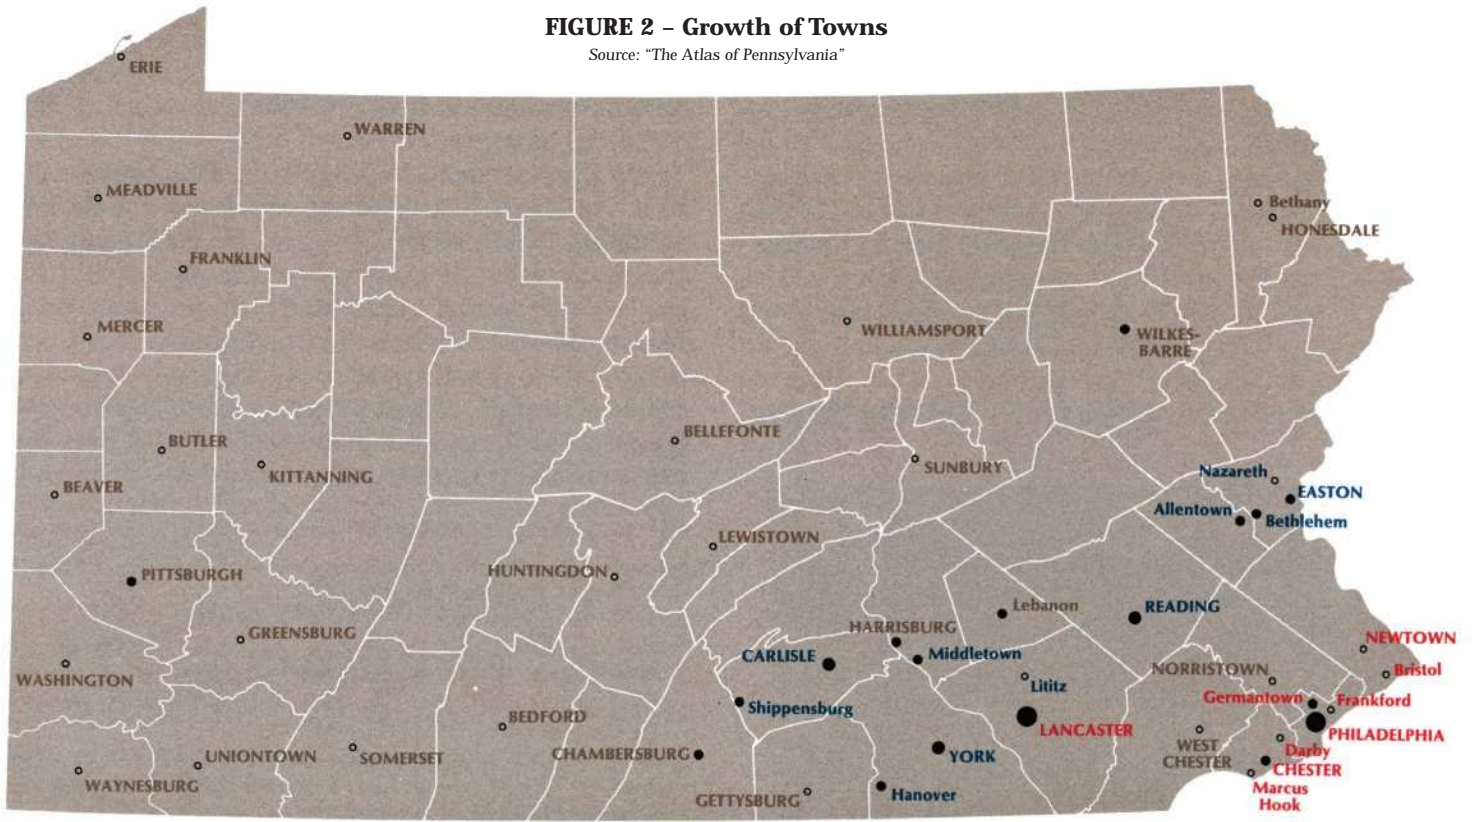 FIGURE 2 – Growth of Towns
Source: “The Atlas of Pennsylvania”
ERIE
WARREN
MEADVILLE
Bethany
HONESDALE
FRANKLIN
MERCER
WILLIAMSPORT
WILKES-
BARRE
BUTLER
BELLEFONTE
KITTANNING
SUNBURY
BEAVER
Nazareth
EASTON
Allentown
Bethlehem
LEWISTOWN
HUNTINGDON
PITTSBURGH
Lebanon
READING
GREENSBURG
HARRISBURG
NEWTOWN
CARLISLE
Middletown
WASHINGTON
NORRISTOWN
Bristol
Lititz
Germantown
Frankford
Shippensburg
BEDFORD
LANCASTER
PHILADELPHIA
UNIONTOWN
SOMERSET
CHAMBERSBURG
YORK
WEST
CHESTER
Darby
CHESTER
WAYNESBURG
GETTYSBURG
Hanover
Marcus
Hook